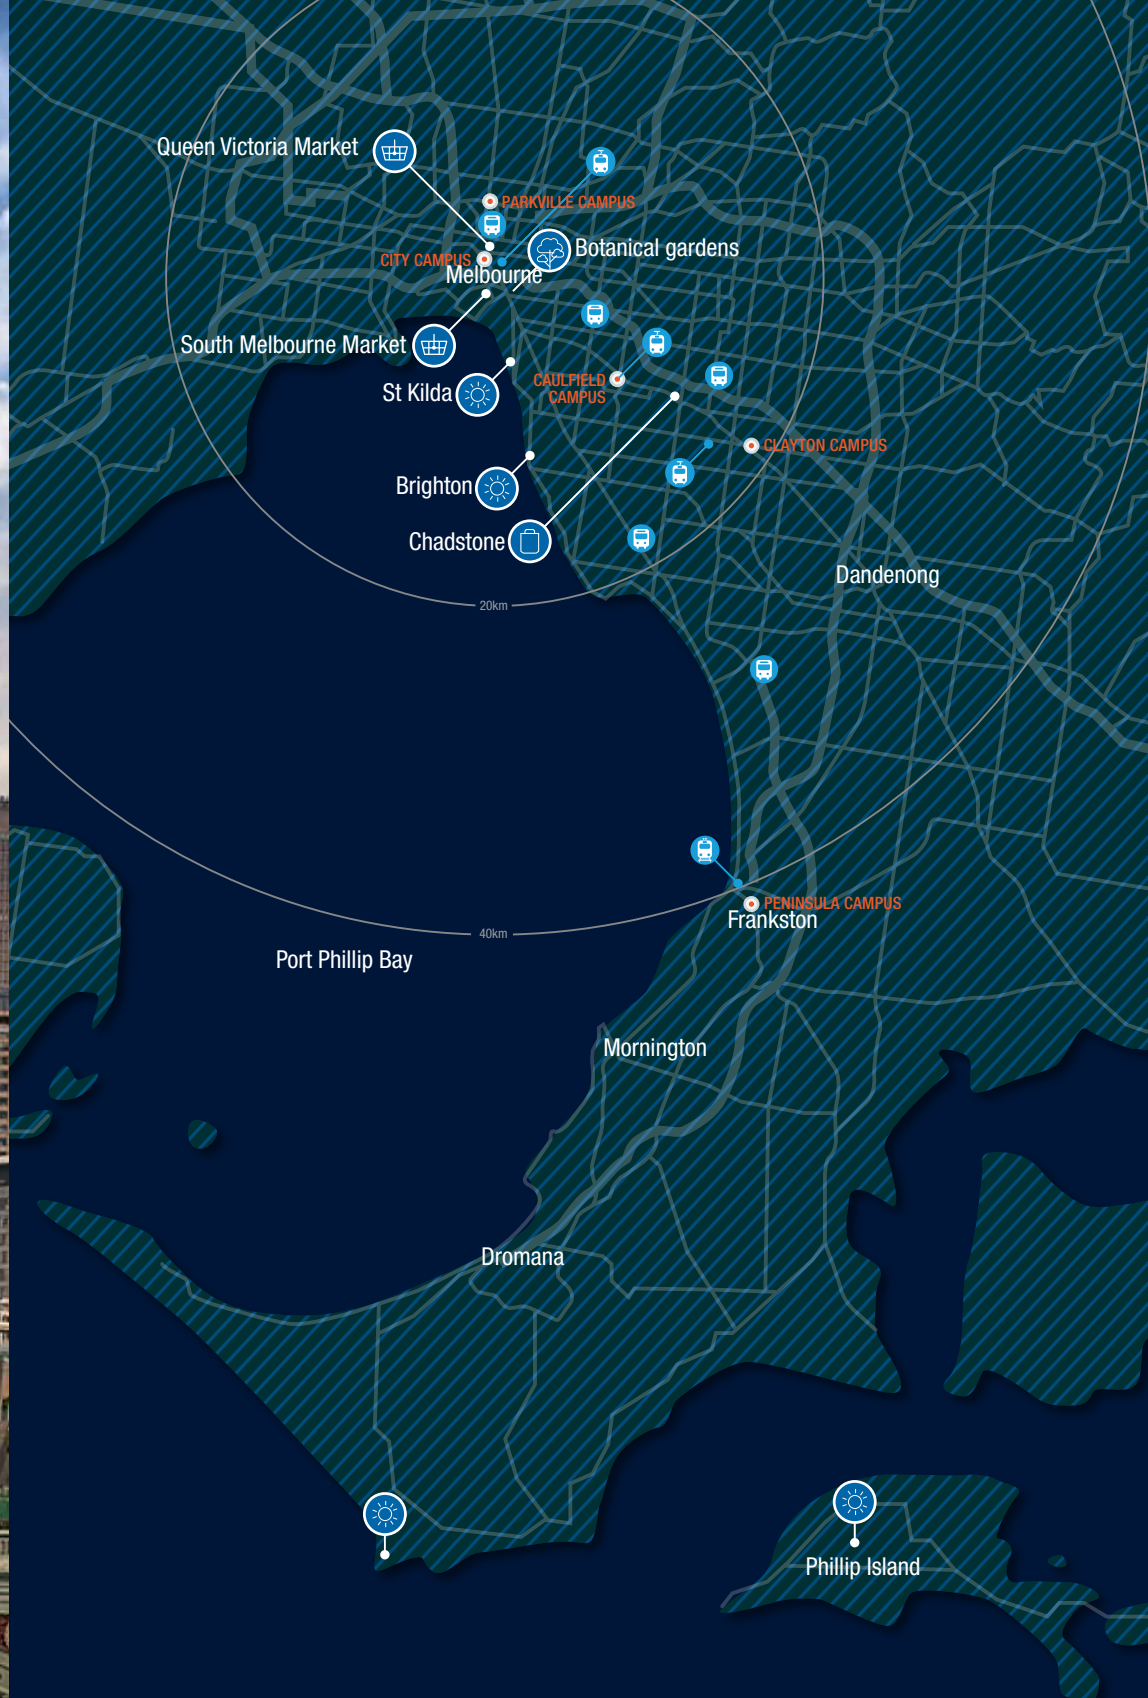 Queen Victoria Market
PARKVILLE CAMPUS
Botanical gardens
CITY CAMPUS
Melbourne
South Melbourne Market
CAULFIELD
CAMPUS
St Kilda
CLAYTON CAMPUS
Brighton
Chadstone
Dandenong
20km
PENINSULA CAMPUS
Frankston
40km
Port Phillip Bay
Mornington
Dromana
Phillip Island